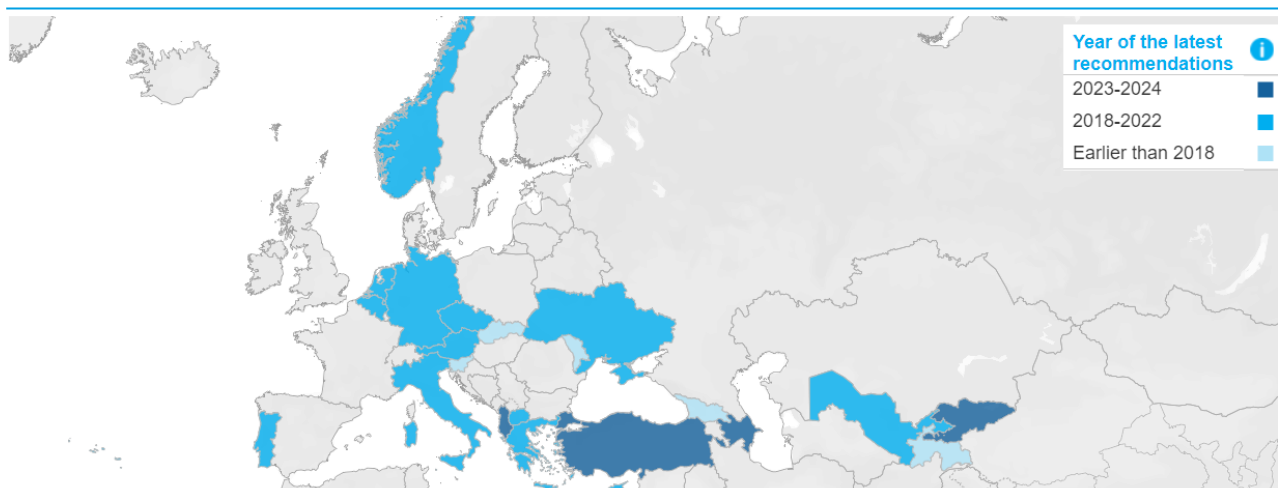 Year of the latest
recommendations
i
2023-2024
2018-2022
Earlier than 2018